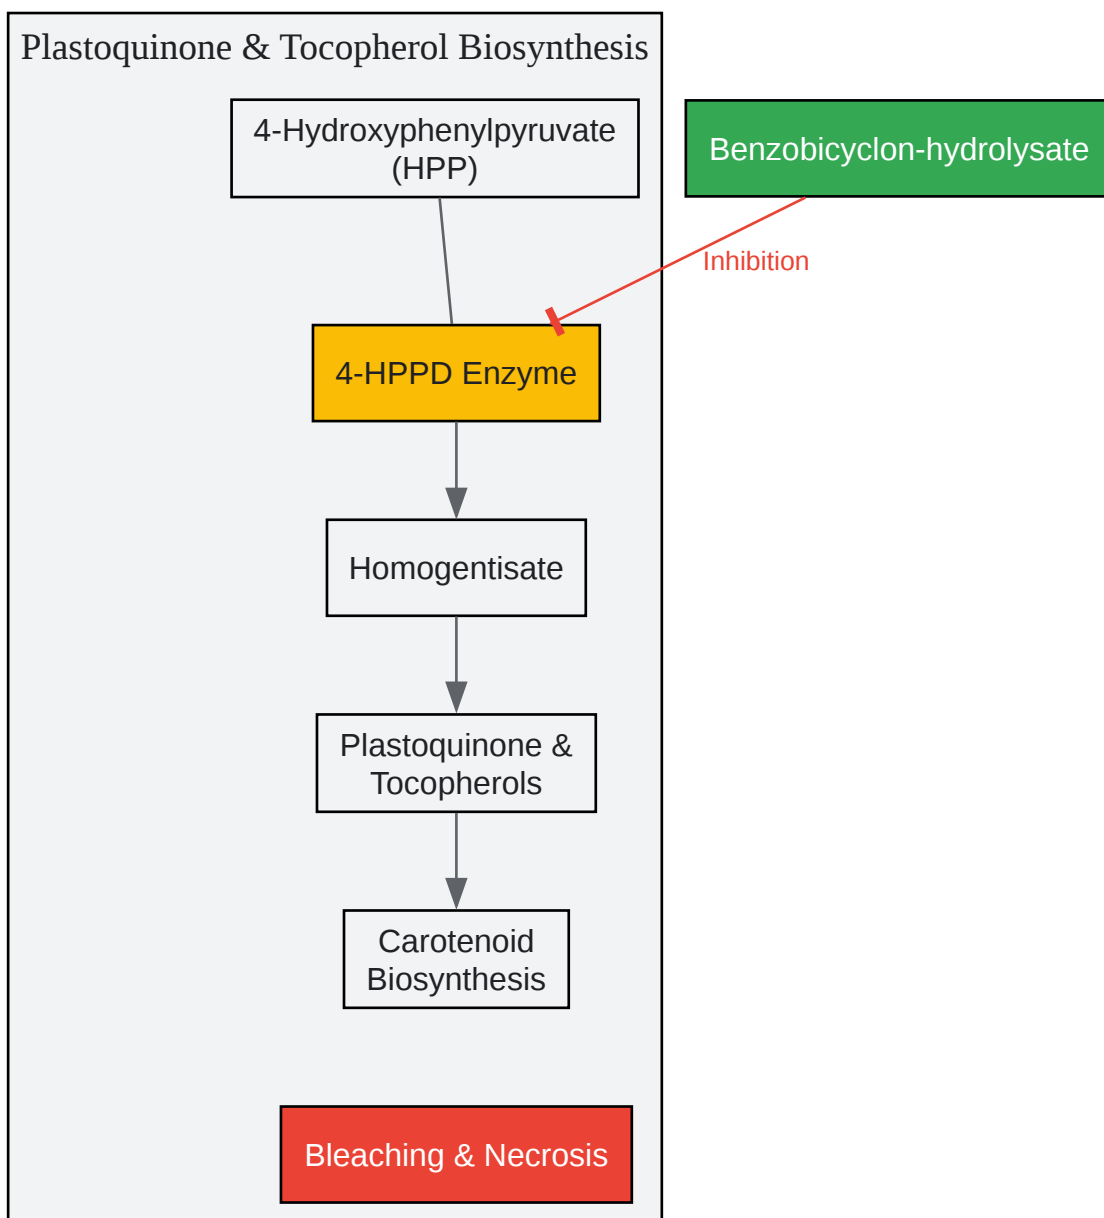 Plastoquinone & Tocopherol Biosynthesis
4-Hydroxyphenylpyruvate
(HPP)
Benzobicyclon-hydrolysate
Inhibition
4-HPPD Enzyme
Homogentisate
Plastoquinone &
Tocopherols
Carotenoid
Biosynthesis
Bleaching & Necrosis